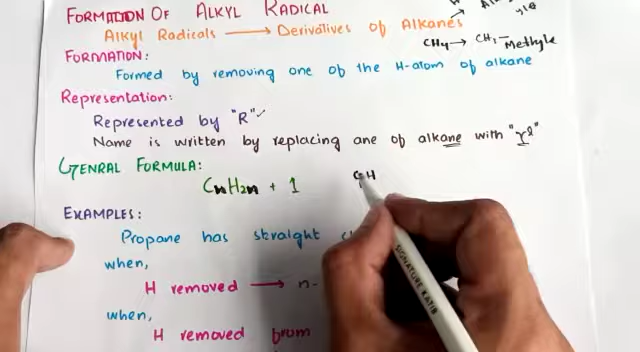 FORMATION OF ALKYL RADICAL
Alkyl Radicals → Derivatives of Alkanes
CH4 → CH3 - Methyle
FORMATION:
Formed by removing one of the H-atom of alkane
Representation:
Represented by "R"
Name is written by replacing ane of alkane with "yl"
GENRAL FORMULA:
CnH2n + 1
CH
EXAMPLES:
Propane has straight
when,
H removed → n-
when,
H removed from